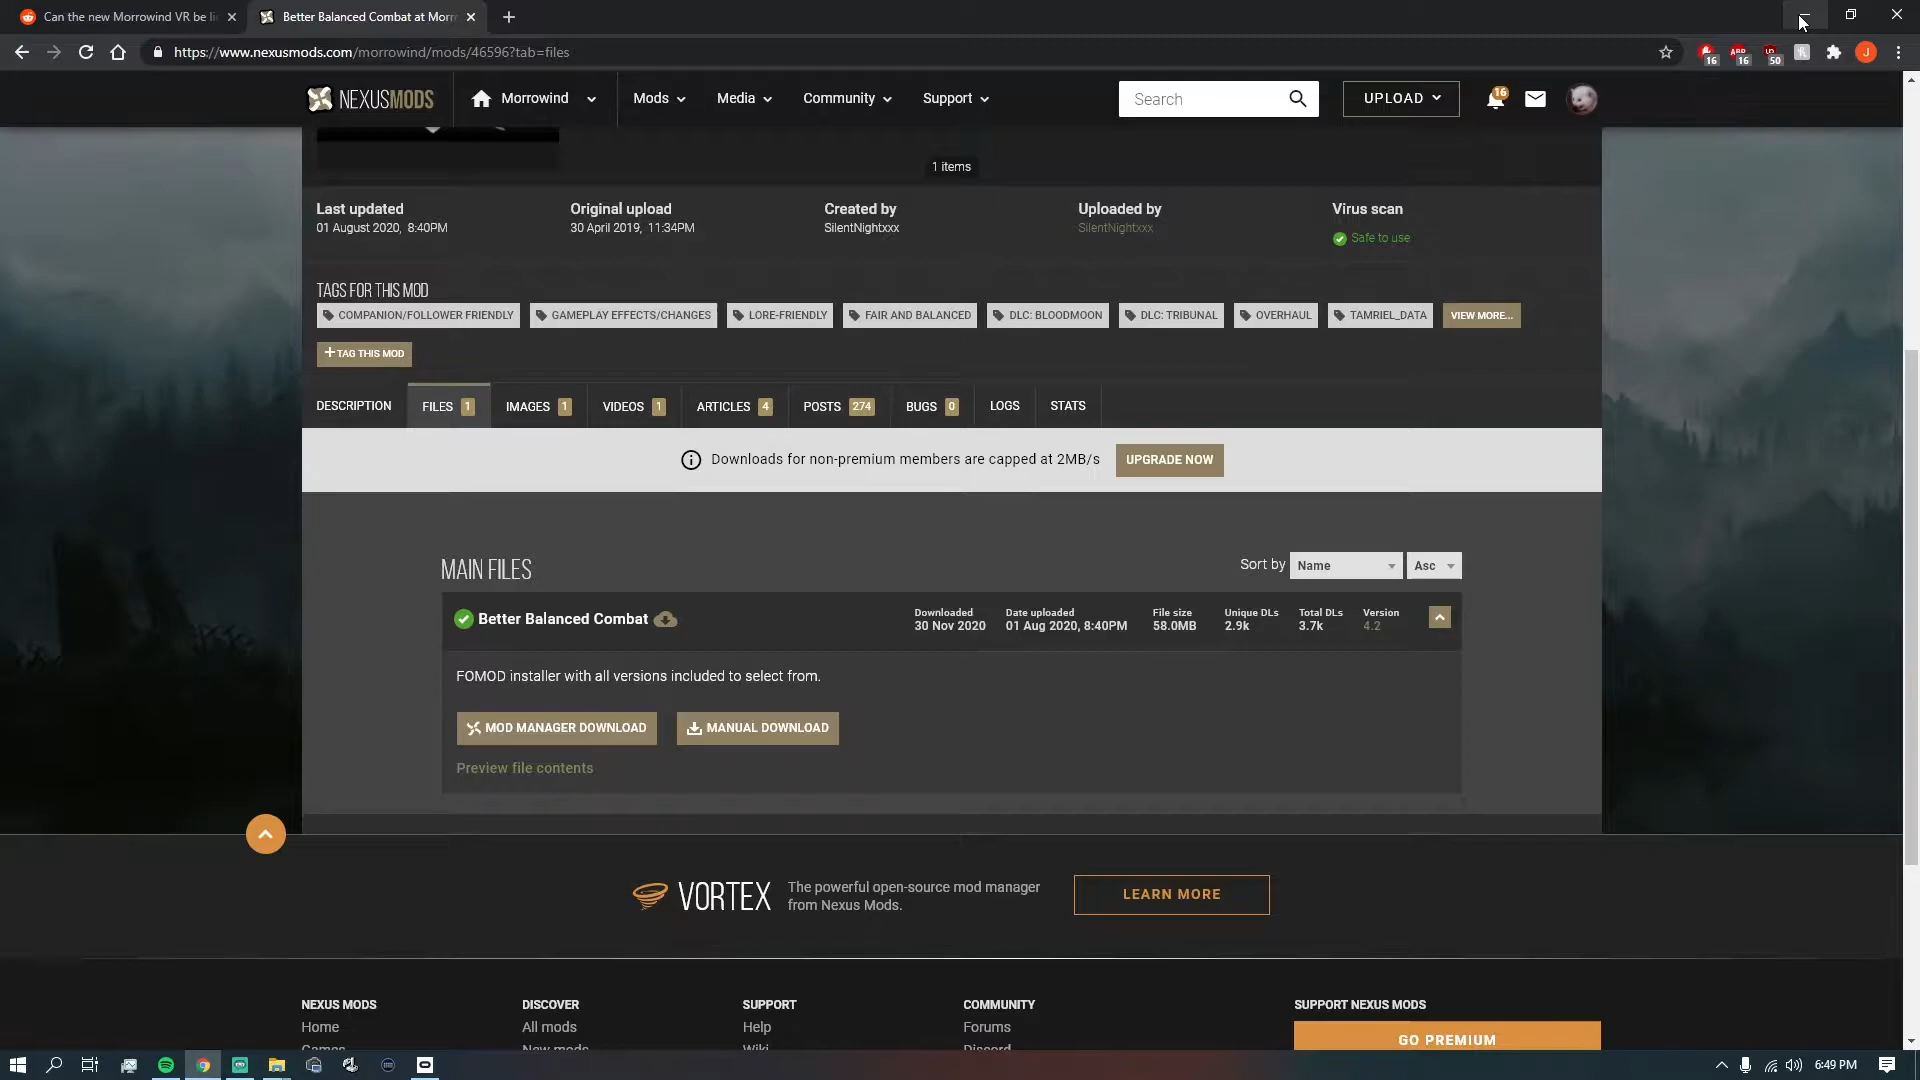 Can the new Morrowind VR be li
Better Balanced Combat at Morr
https://www.nexusmods.com/morrowind/mods/46596?tab=files
16
ABP
16
50
J
NEXUSMODS
Morrowind
Mods
Media
Community
Support
Search
UPLOAD
16
1 items
Last updated
01 August 2020, 8:40PM
Original upload
30 April 2019, 11:34PM
Created by
SilentNightxxx
Uploaded by
SilentNightxxx
Virus scan
Safe to use
TAGS FOR THIS MOD
COMPANION/FOLLOWER FRIENDLY
GAMEPLAY EFFECTS/CHANGES
LORE-FRIENDLY
FAIR AND BALANCED
DLC: BLOODMOON
DLC: TRIBUNAL
OVERHAUL
TAMRIEL_DATA
VIEW MORE...
+TAG THIS MOD
DESCRIPTION
FILES 1
IMAGES 1
VIDEOS 1
ARTICLES 4
POSTS 274
BUGS 0
LOGS
STATS
Downloads for non-premium members are capped at 2MB/s
UPGRADE NOW
MAIN FILES
Sort by
Name
Asc
Better Balanced Combat
Downloaded
30 Nov 2020
Date uploaded
01 Aug 2020, 8:40PM
File size
58.0MB
Unique DLs
2.9k
Total DLs
3.7k
Version
4.2
FOMOD installer with all versions included to select from.
MOD MANAGER DOWNLOAD
MANUAL DOWNLOAD
Preview file contents
VORTEX
The powerful open-source mod manager
from Nexus Mods.
LEARN MORE
NEXUS MODS
Home
Games
DISCOVER
All mods
New mods
SUPPORT
Help
Wiki
COMMUNITY
Forums
Discord
SUPPORT NEXUS MODS
GO PREMIUM
6:49 PM